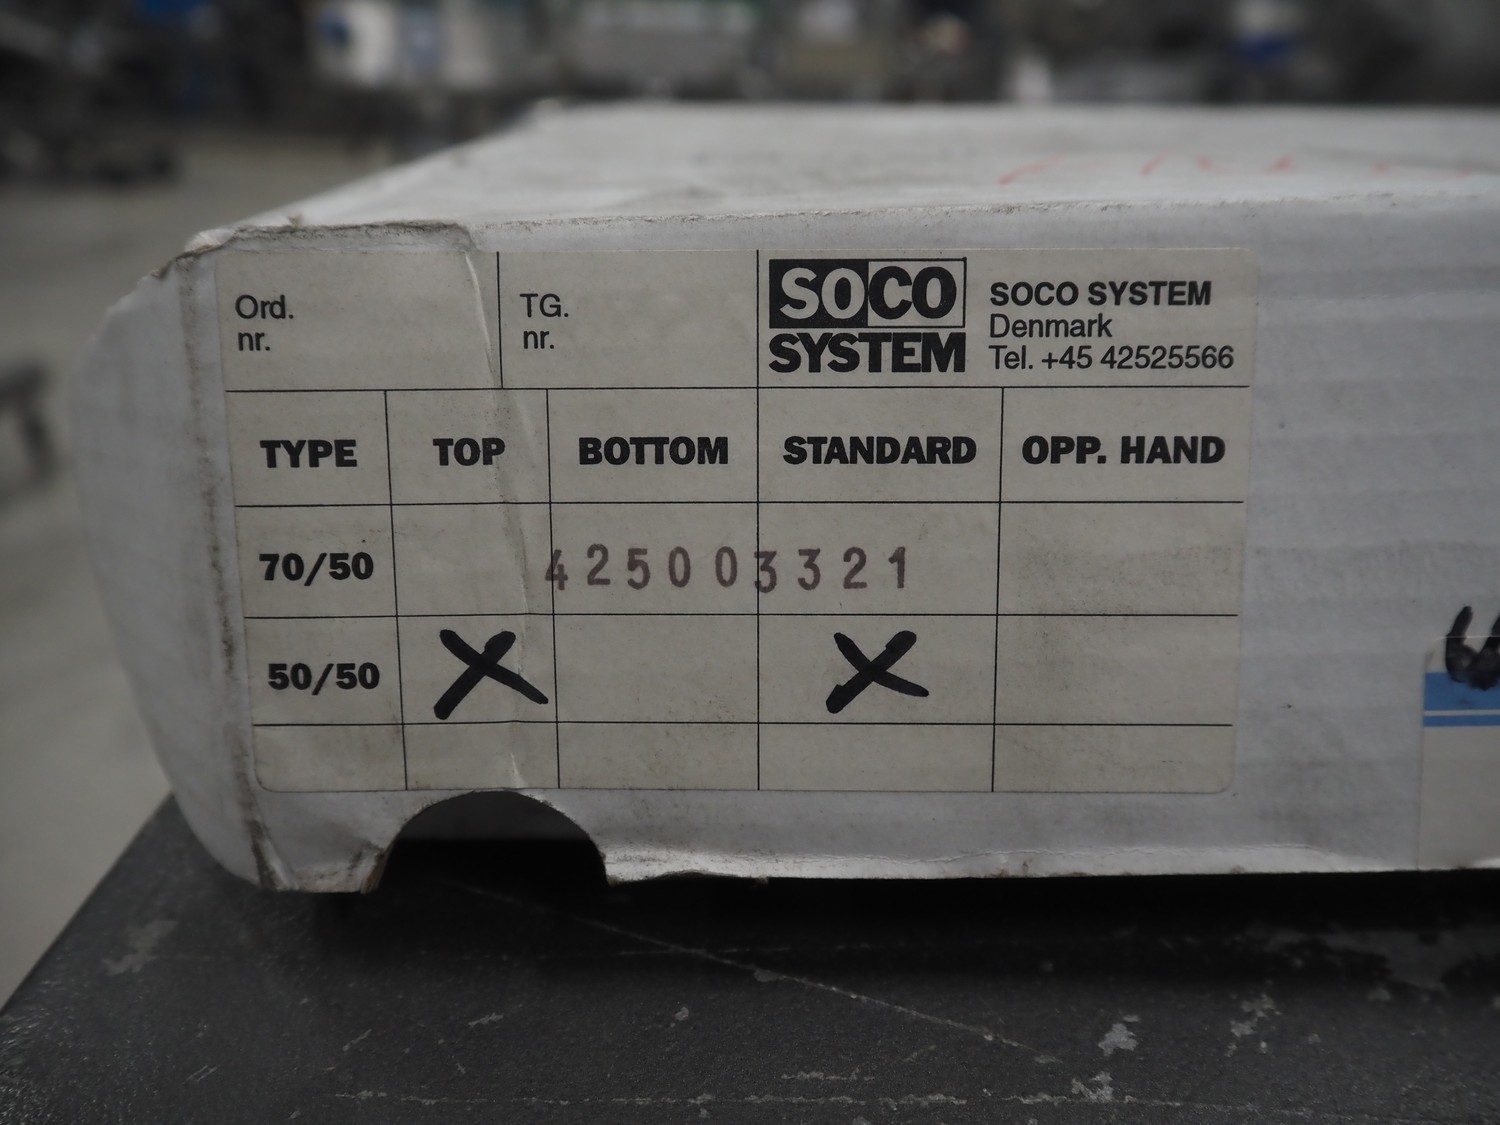 Ord.
nr.
TG.
nr.
SOCO
SYSTEM
SOCO SYSTEM
Denmark
Tel. +45 42525566
TYPE TOP BOTTOM STANDARD OPP. HAND
70/50 425003321
50/50 X X